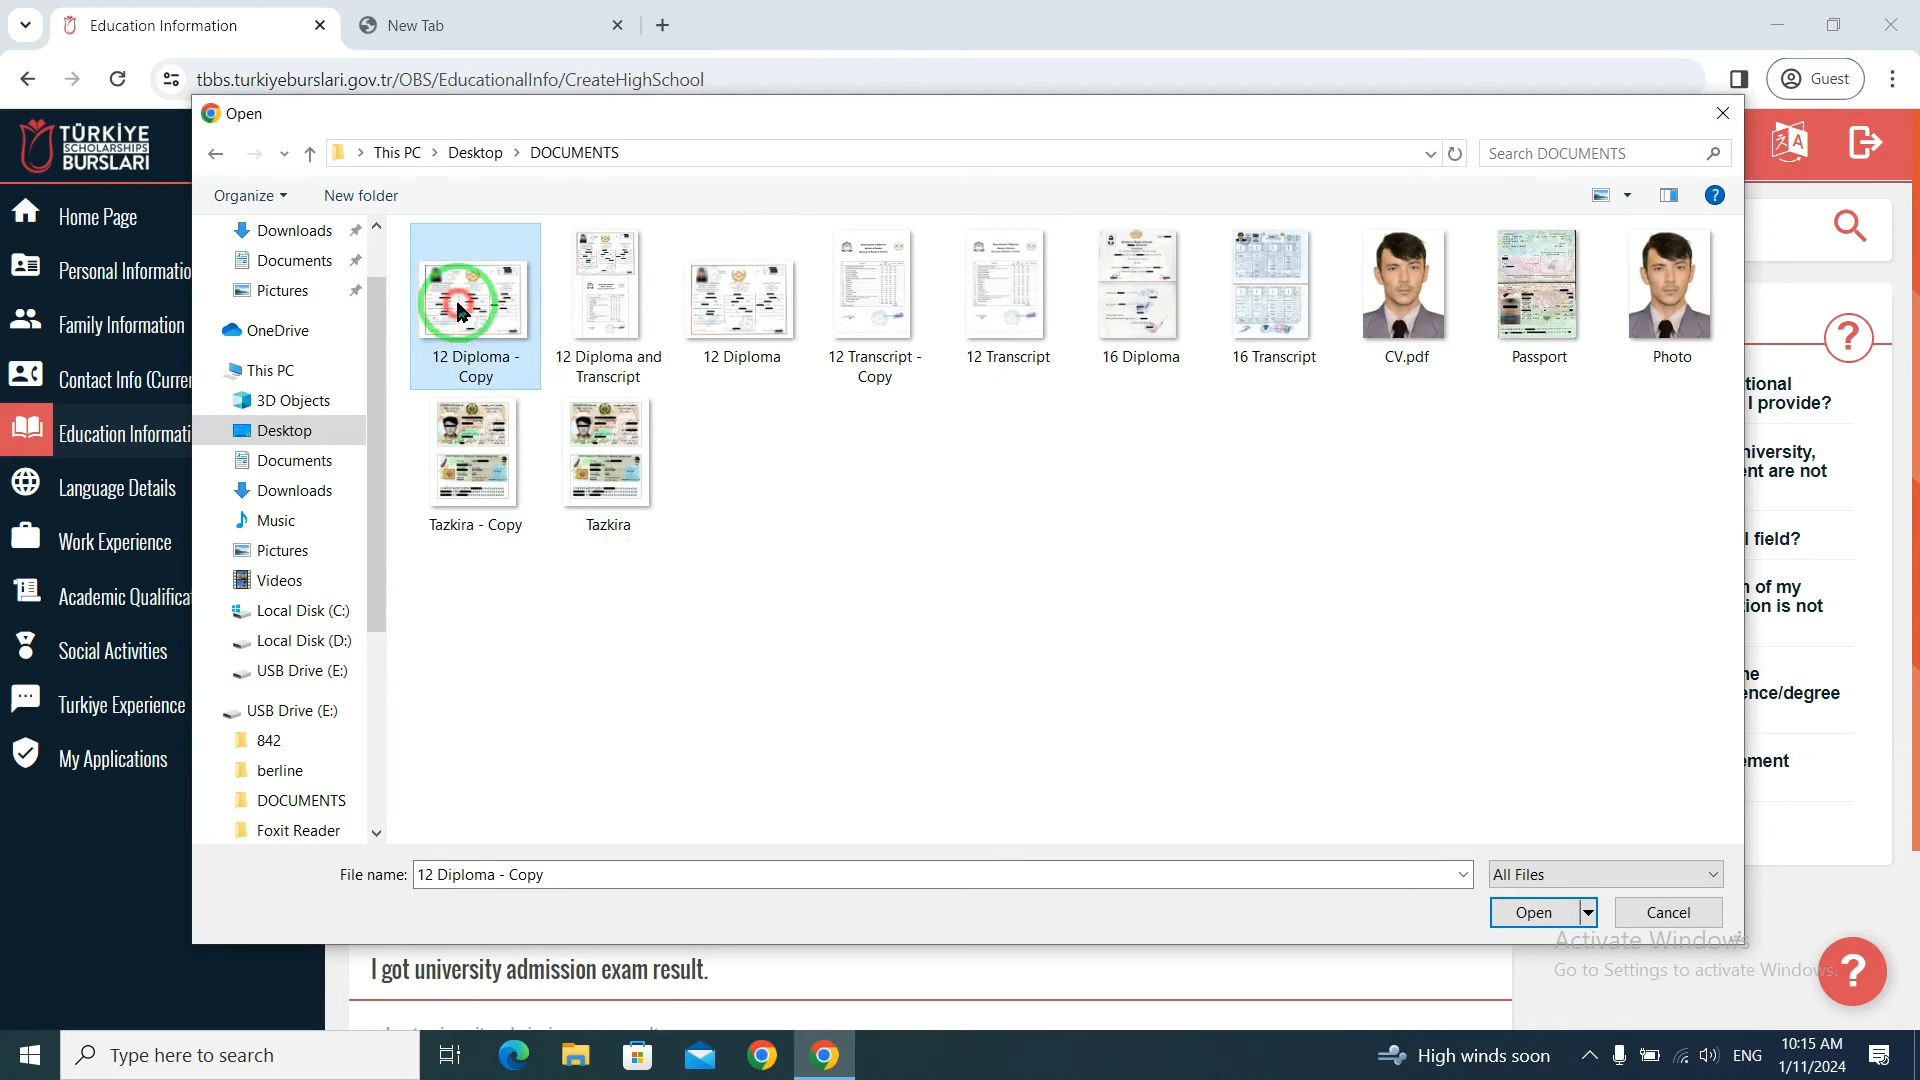 Education Information
New Tab
tbbs.turkiyeburslari.gov.tr/OBS/EducationalInfo/CreateHighSchool
Guest
Open
TÜRKİYE
SCHOLARSHIPS
BURSLARI
This PC > Desktop > DOCUMENTS
Search DOCUMENTS
Organize
New folder
Home Page
Personal Informatio
Family Information
Contact Info (Curre
Education Informati
Language Details
Work Experience
Academic Qualifica
Social Activities
Turkiye Experience
My Applications
Downloads
Documents
Pictures
OneDrive
This PC
3D Objects
Desktop
Documents
Downloads
Music
Pictures
Videos
Local Disk (C:)
Local Disk (D:)
USB Drive (E:)
USB Drive (E:)
842
berline
DOCUMENTS
Foxit Reader
12 Diploma -
Copy
12 Diploma and
Transcript
12 Diploma
12 Transcript -
Copy
12 Transcript
16 Diploma
16 Transcript
CV.pdf
Passport
Photo
Tazkira - Copy
Tazkira
?
tional
I provide?
niversity,
ent are not
l field?
n of my
ion is not
ne
ence/degree
ement
File name:
12 Diploma - Copy
All Files
Open
Cancel
Activate Windows
Go to Settings to activate Windows.
?
I got university admission exam result.
Type here to search
High winds soon
ENG
10:15 AM
1/11/2024